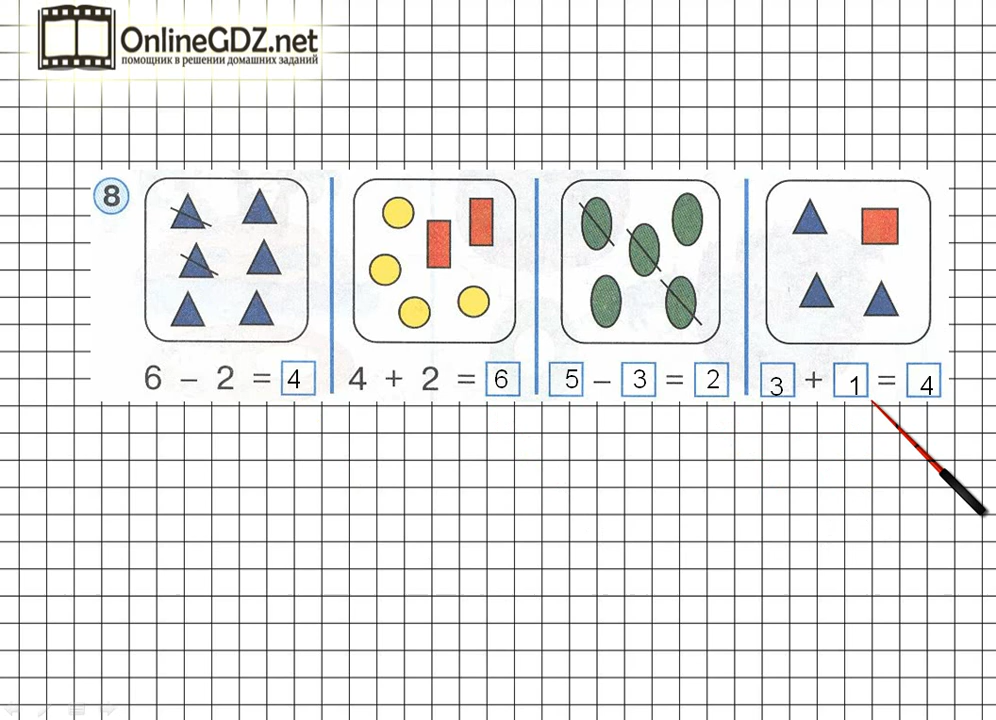 OnlineGDZ.net
помощник в решении домашних заданий
8
6 – 2 = 4
4 + 2 = 6
5 – 3 = 2
3 + 1 = 4